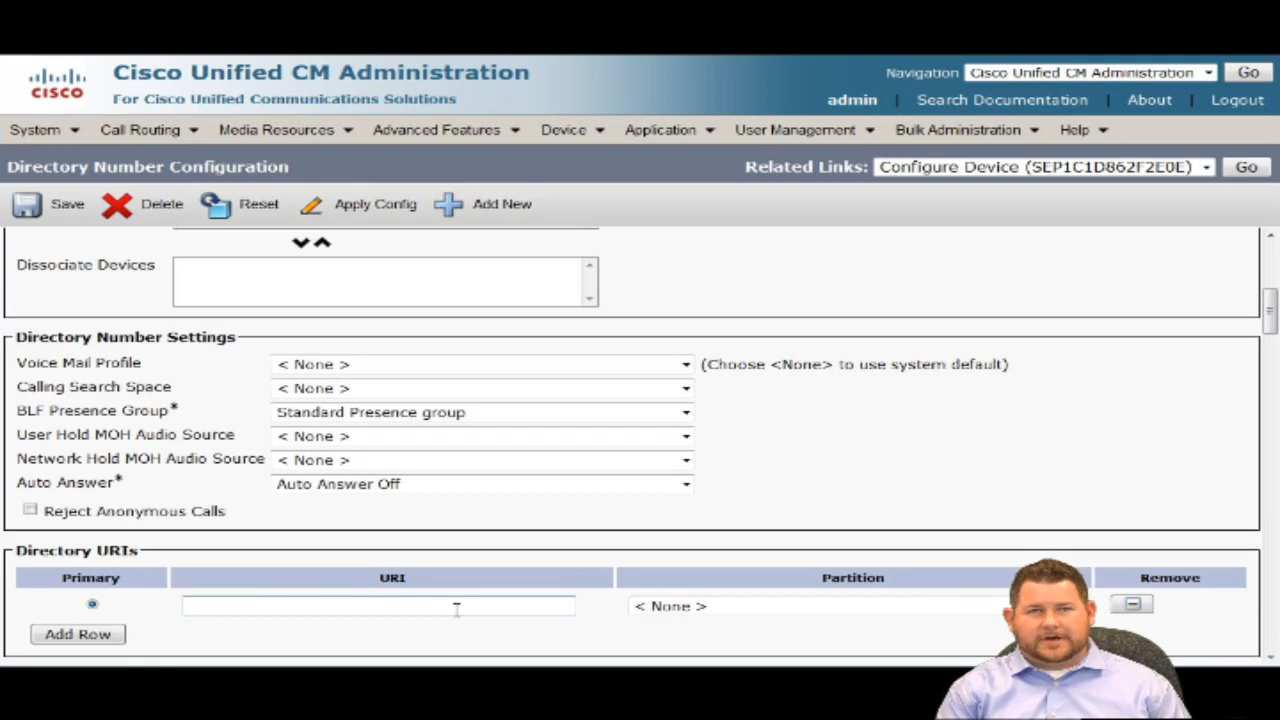 CISCO
Cisco Unified CM Administration
For Cisco Unified Communications Solutions
Navigation Cisco Unified CM Administration Go
admin | Search Documentation | About | Logout
System Call Routing Media Resources Advanced Features Device Application User Management Bulk Administration Help
Directory Number Configuration
Related Links: Configure Device (SEP1C1D862F2E0E) Go
Save Delete Reset Apply Config Add New
Dissociate Devices
Directory Number Settings
Voice Mail Profile < None > (Choose <None> to use system default)
Calling Search Space < None >
BLF Presence Group* Standard Presence group
User Hold MOH Audio Source < None >
Network Hold MOH Audio Source < None >
Auto Answer* Auto Answer Off
Reject Anonymous Calls
Directory URIs
Primary URI Partition Remove
< None >
Add Row